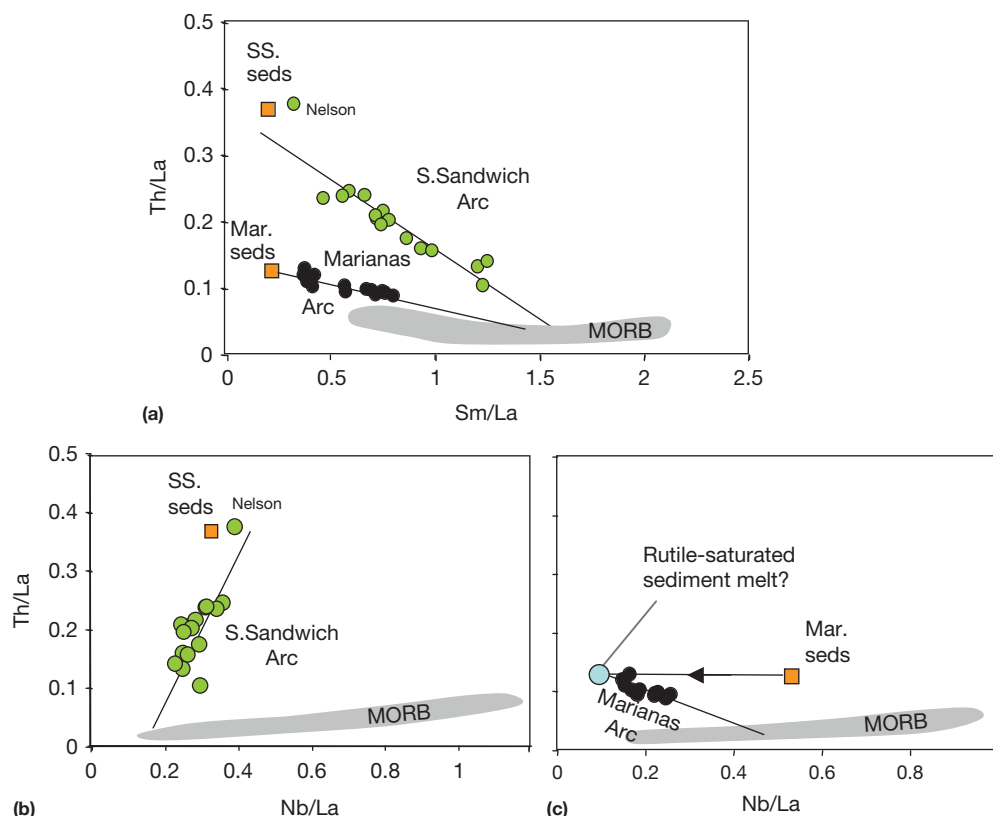 0.5
0.4
0.3
0.2
0.1
0
Th/La
SS.
seds
Nelson
S.Sandwich
Arc
Mar.
seds
Marianas
Arc
MORB
0
0.5
1
1.5
2
2.5
(a)
Sm/La
0.5
0.4
0.3
0.2
0.1
0
Th/La
SS.
seds
Nelson
S.Sandwich
Arc
MORB
0
0.2
0.4
0.6
0.8
1
(b)
Nb/La
Rutile-saturated
sediment melt?
Mar.
seds
Marianas
Arc
MORB
0
0.2
0.4
0.6
0.8
(c)
Nb/La